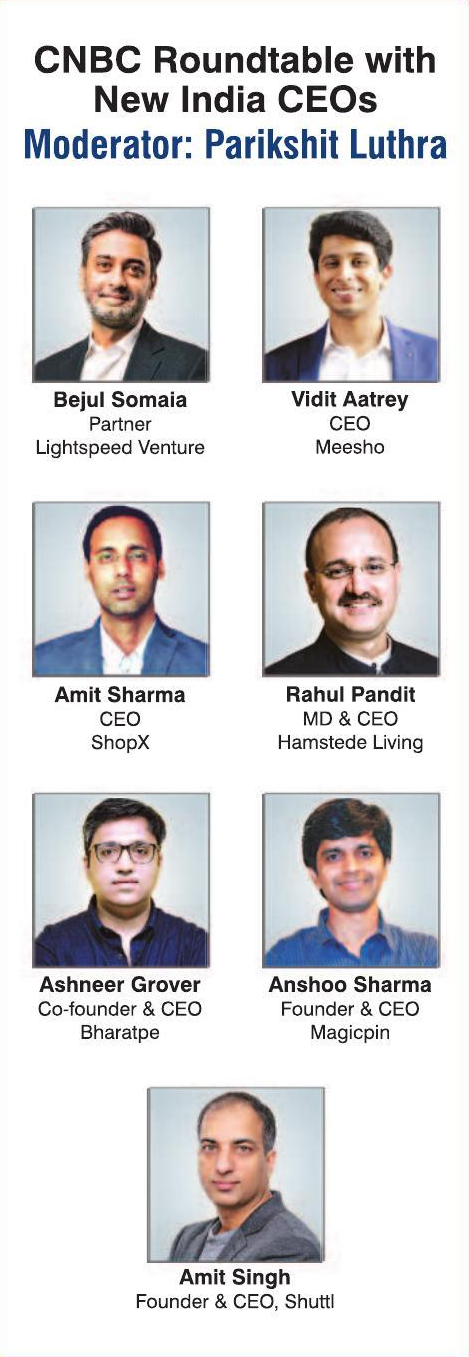 CNBC Roundtable with
New India CEOs
Moderator: Parikshit Luthra
Bejul Somaia
Partner
Lightspeed Venture
Vidit Aatrey
CEO
Meesho
Amit Sharma
CEO
ShopX
Rahul Pandit
MD & CEO
Hamstede Living
Ashneer Grover
Co-founder & CEO
Bharatpe
Anshoo Sharma
Founder & CEO
Magicpin
Amit Singh
Founder & CEO, Shuttl